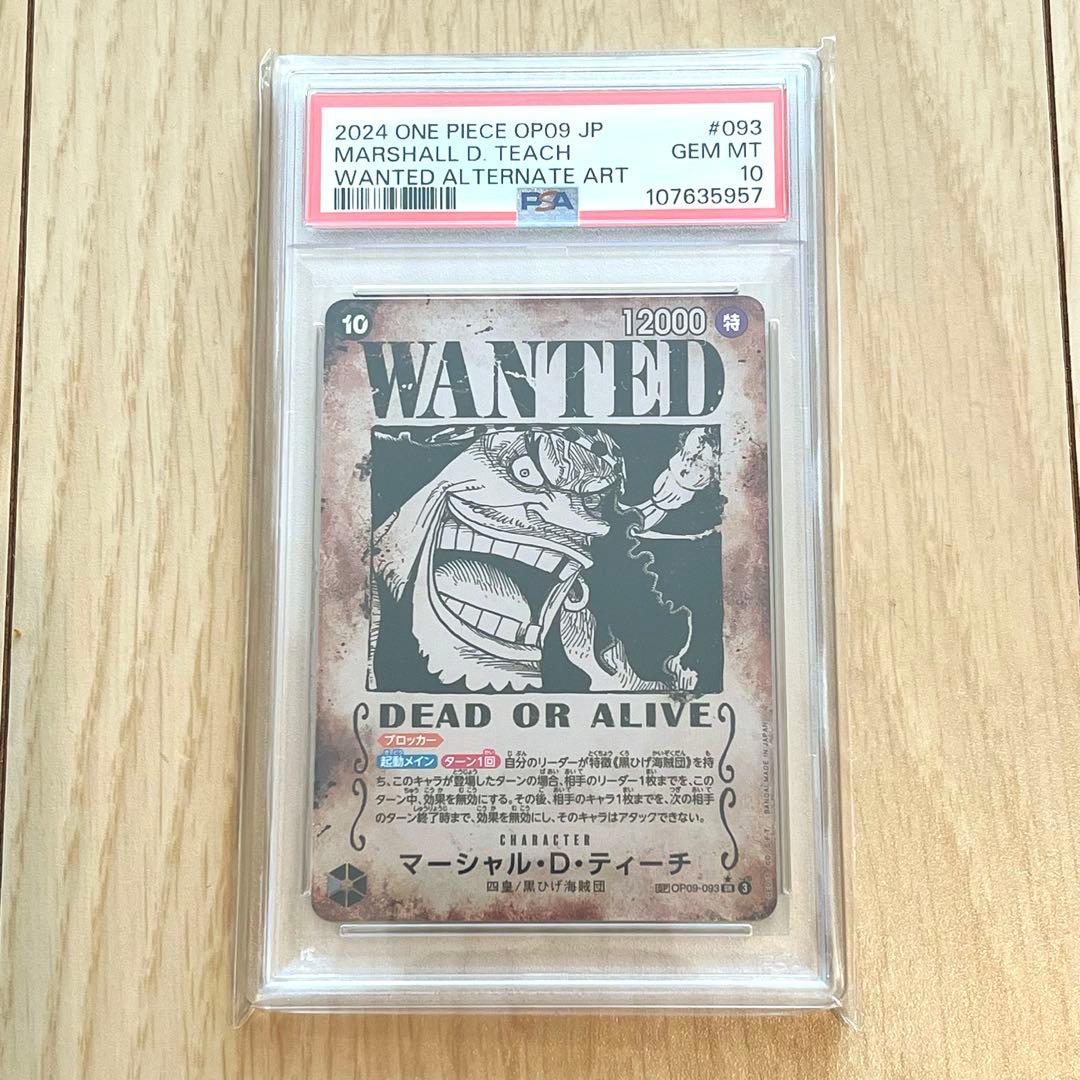 2024 ONE PIECE OP09 JP #093
MARSHALL D. TEACH GEM MT
WANTED ALTERNATE ART 10
PSA 107635957
10 12000 特
WANTED
DEAD OR ALIVE
ブロッカー
起動メイン ターン1回 自分のリーダーが特徴《黒ひげ海賊団》を持
ち、このキャラが登場したターンの場合、相手のリーダー1枚までを、この
ターン中、効果を無効にする。その後、相手のキャラ1枚までを、次の相手
のターン終了時まで、効果を無効にし、そのキャラはアタックできない。
CHARACTER
マーシャル・D・ティーチ
四皇/黒ひげ海賊団
SP OP09-093 SR 3
BANDAI MADE IN JAPAN